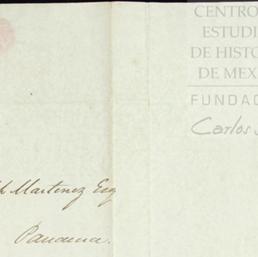 CENTRO
ESTUDI
DE HISTO
DE MEX
FUNDAC
Carlos
Martinez Esq
Panama.